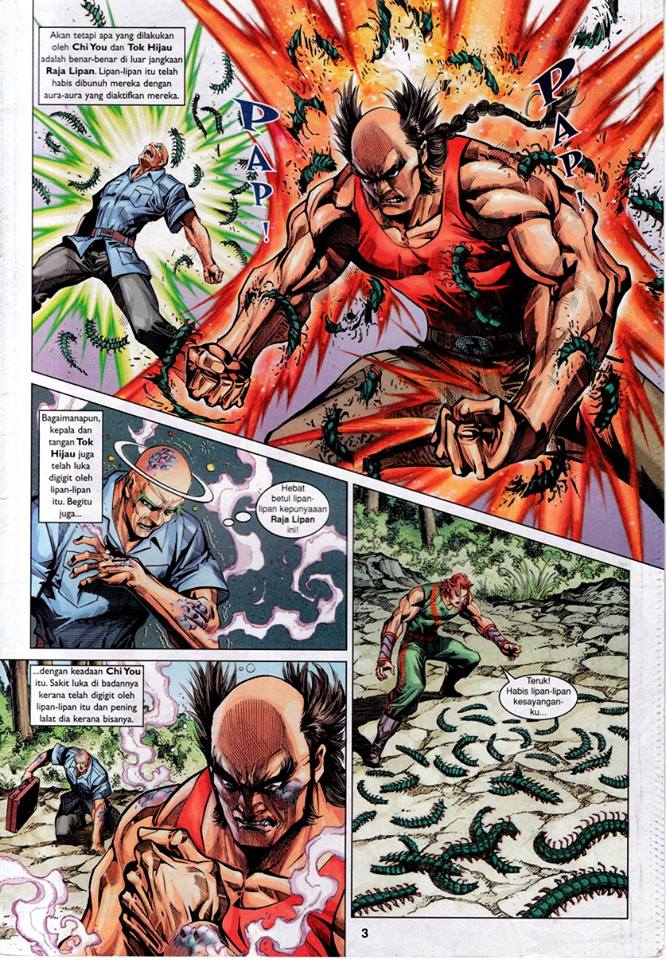 Akan tetapi apa yang dilakukan
oleh Chi You dan Tok Hijau
adalah benar-benar di luar jangkaan
Raja Lipan. Lipan-lipan itu telah
habis dibunuh mereka dengan
aura-aura yang diaktifkan mereka.
PAP!
PAP!
Bagaimanapun,
kepala dan
tangan Tok
Hijau juga
telah luka
digigit oleh
lipan-lipan
itu. Begitu
juga...
Hebat
betul lipan-
lipan kepunyaaan
Raja Lipan
ini!
...dengan keadaan Chi You
itu. Sakit luka di badannya
kerana telah digigit oleh
lipan-lipan itu dan pening
lalat dia kerana bisanya.
Teruk!
Habis lipan-lipan
kesayangan-
ku...
3